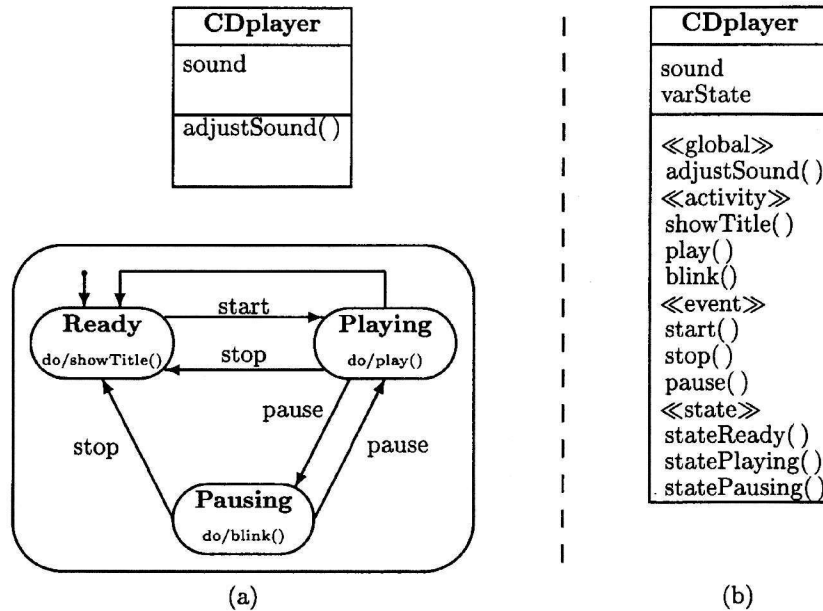 CDplayer
sound
adjustSound()
Ready
do/showTitle()
start
Playing
do/play()
stop
stop
pause
pause
Pausing
do/blink()
(a)
CDplayer
sound
varState
≪global≫
adjustSound()
≪activity≫
showTitle()
play()
blink()
≪event≫
start()
stop()
pause()
≪state≫
stateReady()
statePlaying()
statePausing()
(b)